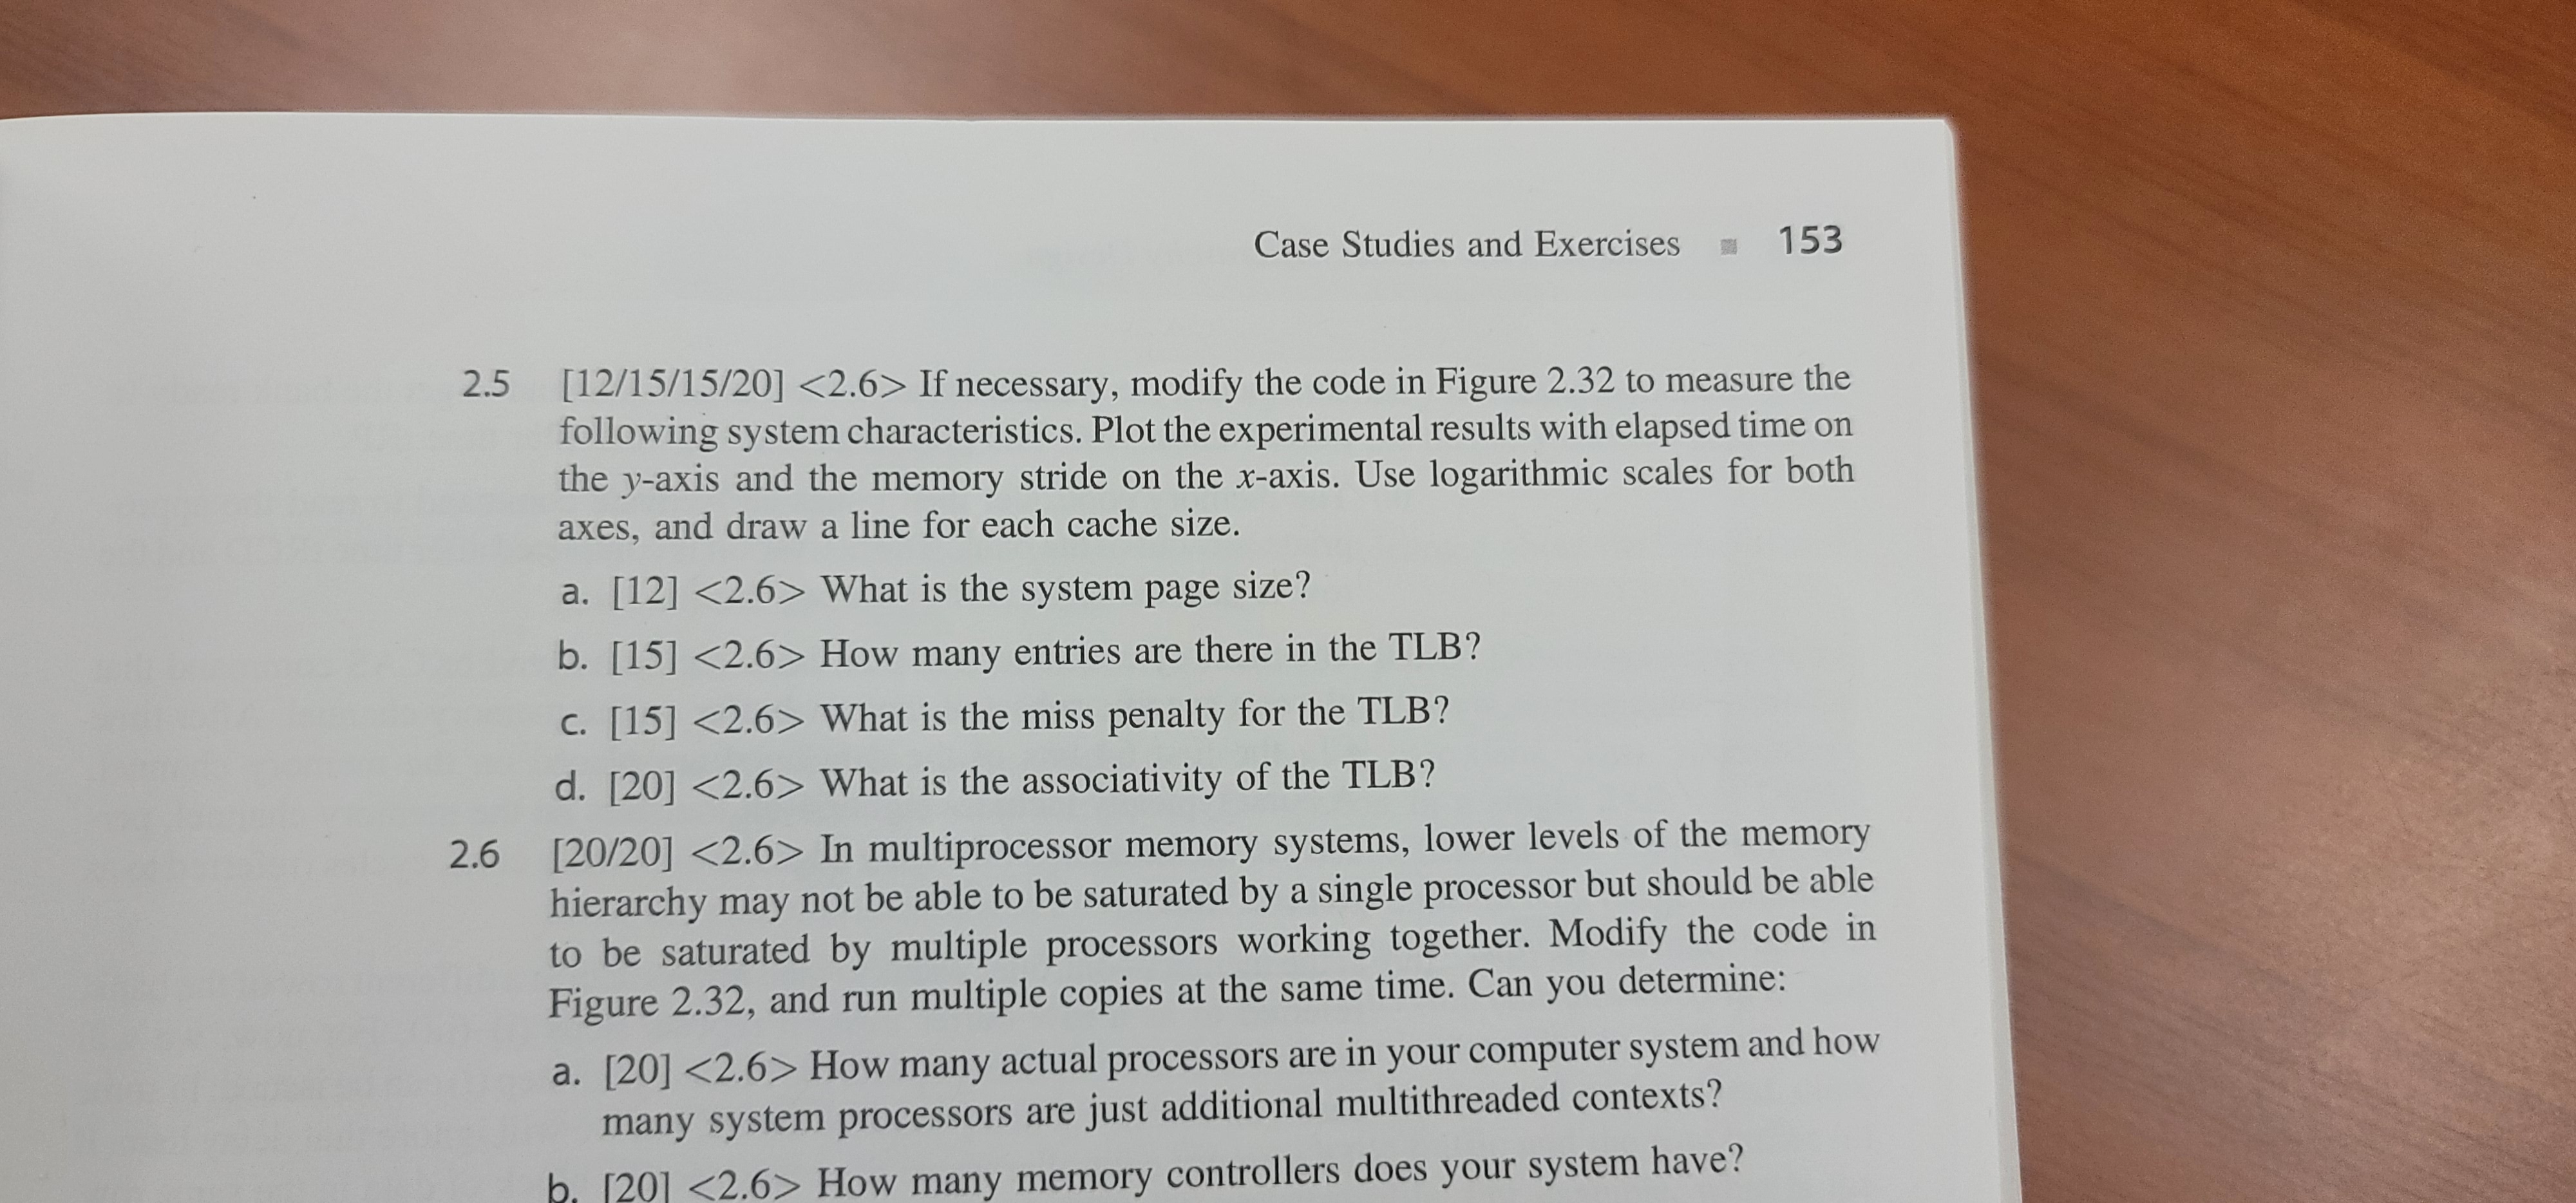 Case Studies and Exercises ■ 153
2.5 [12/15/15/20] <2.6> If necessary, modify the code in Figure 2.32 to measure the
following system characteristics. Plot the experimental results with elapsed time on
the y-axis and the memory stride on the x-axis. Use logarithmic scales for both
axes, and draw a line for each cache size.
a. [12] <2.6> What is the system page size?
b. [15] <2.6> How many entries are there in the TLB?
c. [15] <2.6> What is the miss penalty for the TLB?
d. [20] <2.6> What is the associativity of the TLB?
2.6 [20/20] <2.6> In multiprocessor memory systems, lower levels of the memory
hierarchy may not be able to be saturated by a single processor but should be able
to be saturated by multiple processors working together. Modify the code in
Figure 2.32, and run multiple copies at the same time. Can you determine:
a. [20] <2.6> How many actual processors are in your computer system and how
many system processors are just additional multithreaded contexts?
b. [20] <2.6> How many memory controllers does your system have?